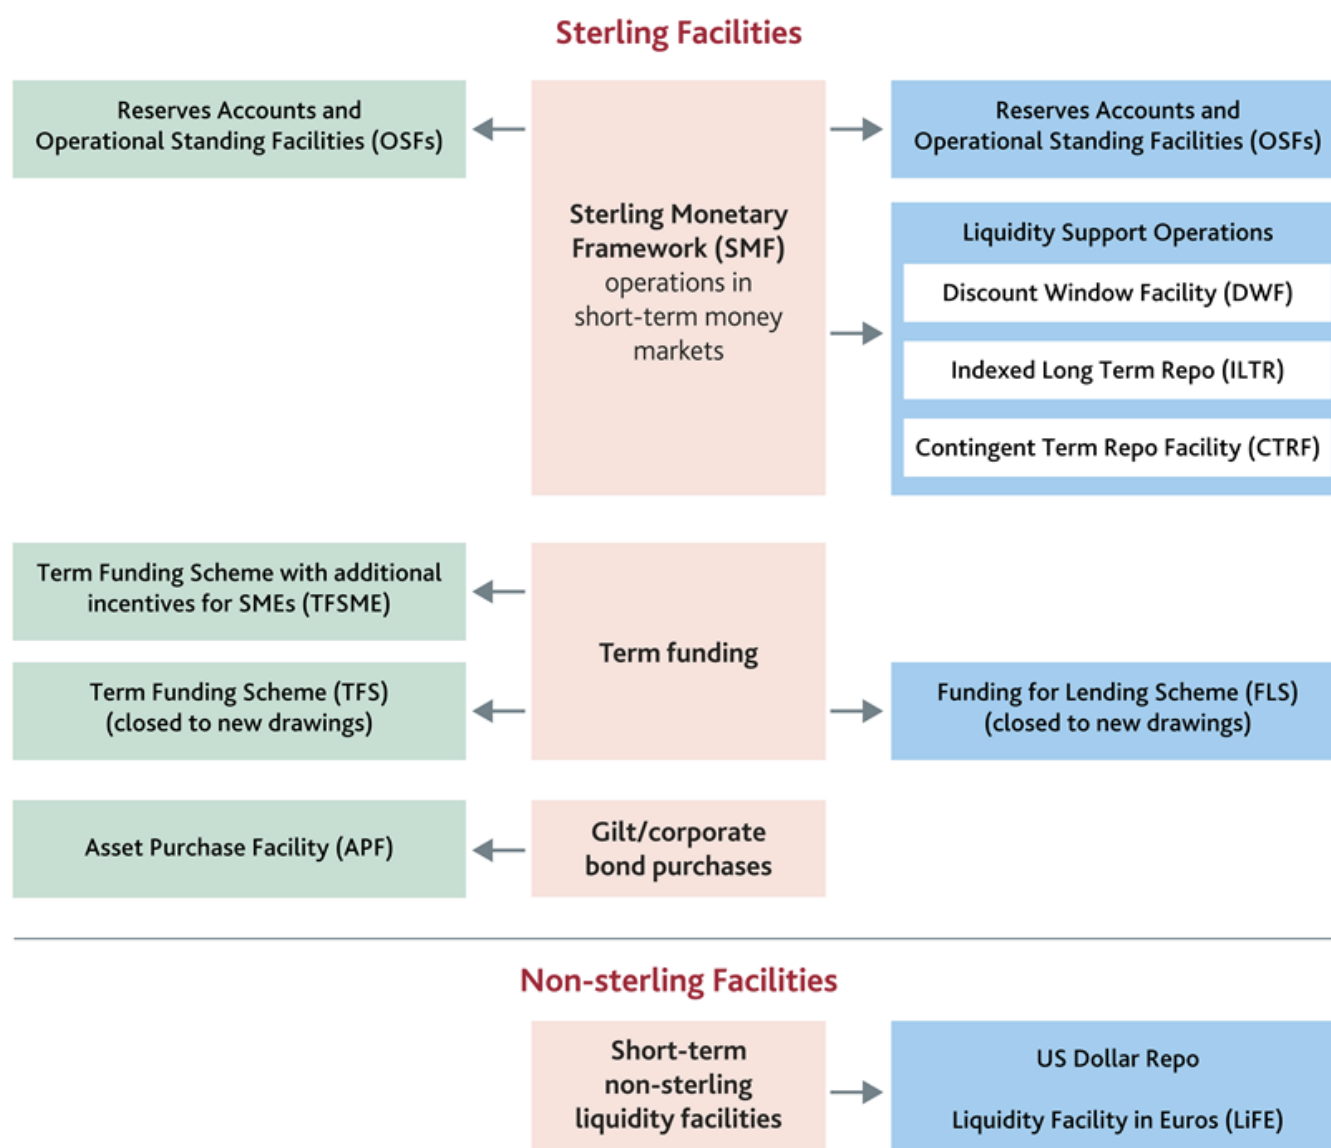 Sterling Facilities
Reserves Accounts and
Operational Standing Facilities (OSFs)
Sterling Monetary
Framework (SMF)
operations in
short-term money
markets
Reserves Accounts and
Operational Standing Facilities (OSFs)
Liquidity Support Operations
Discount Window Facility (DWF)
Indexed Long Term Repo (ILTR)
Contingent Term Repo Facility (CTRF)
Term Funding Scheme with additional
incentives for SMEs (TFSME)
Term funding
Term Funding Scheme (TFS)
(closed to new drawings)
Funding for Lending Scheme (FLS)
(closed to new drawings)
Asset Purchase Facility (APF)
Gilt/corporate
bond purchases
Non-sterling Facilities
Short-term
non-sterling
liquidity facilities
US Dollar Repo
Liquidity Facility in Euros (LiFE)